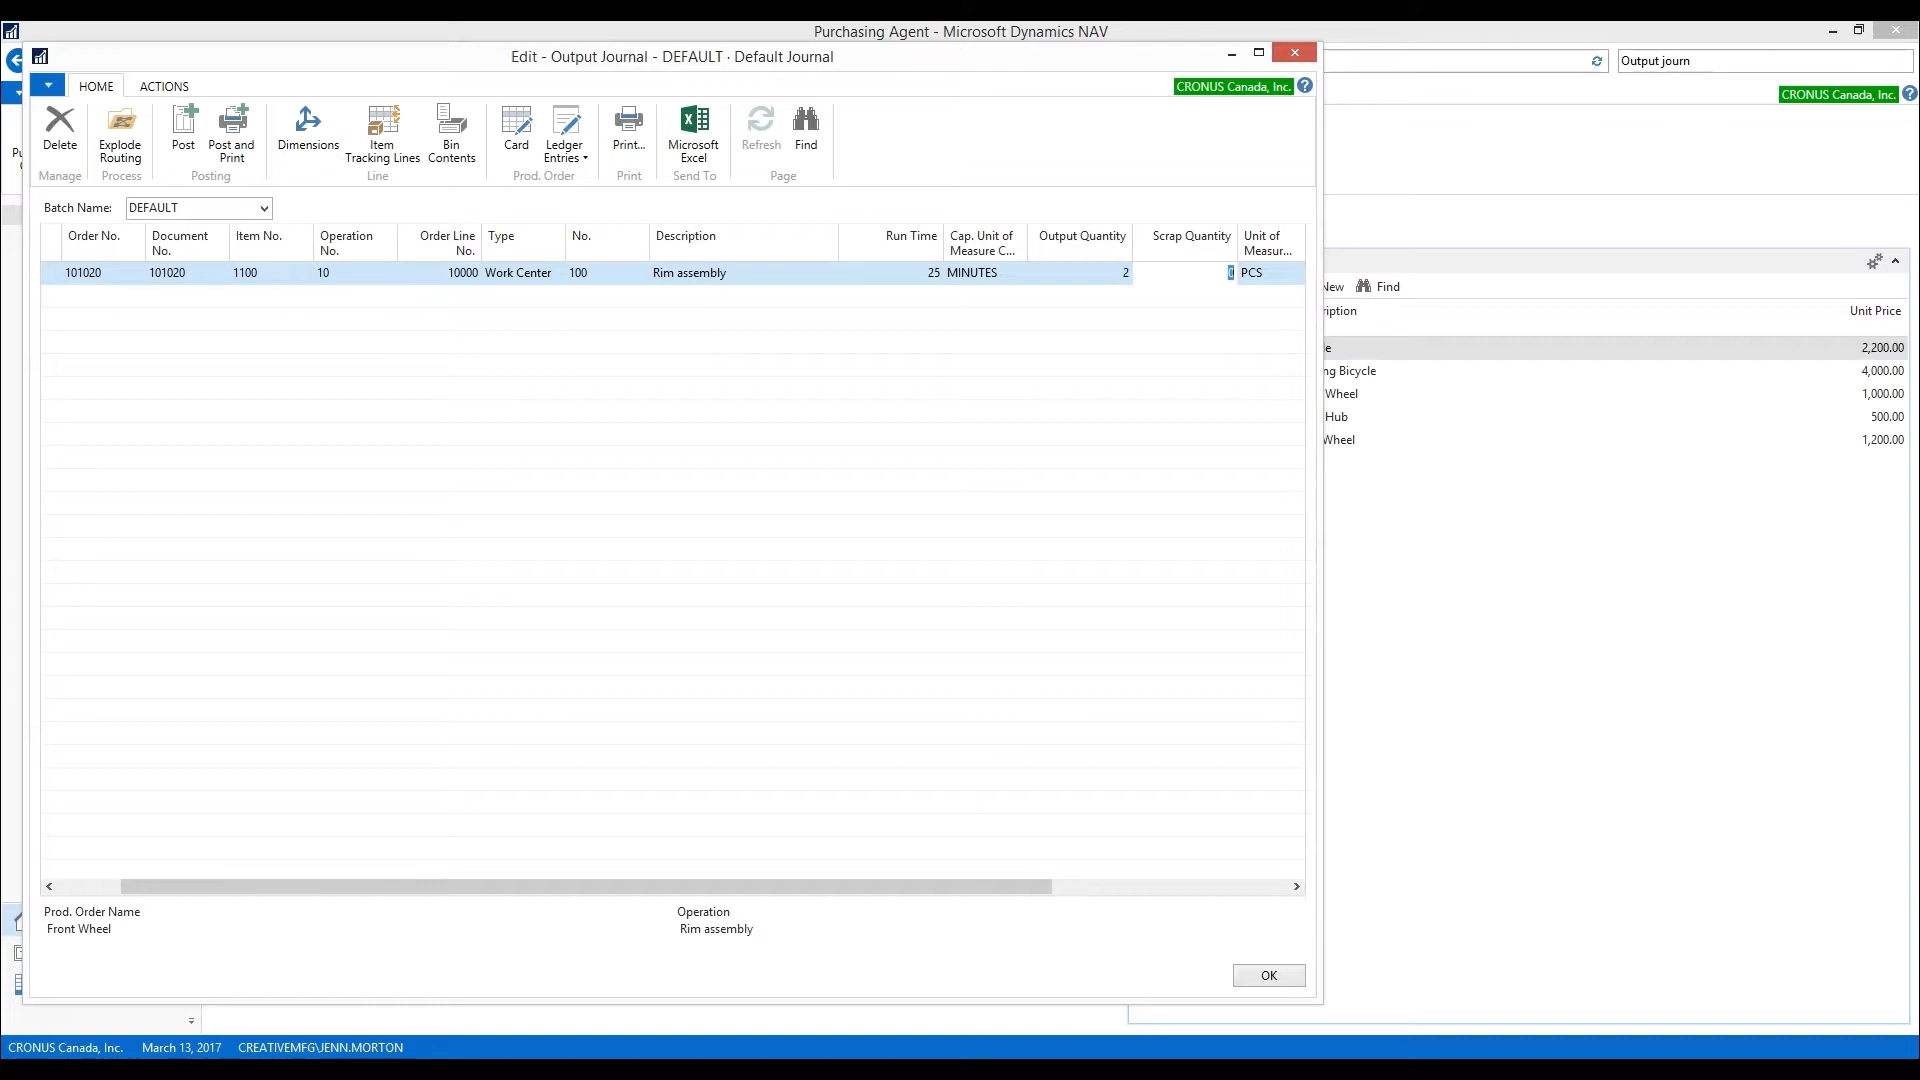 Purchasing Agent - Microsoft Dynamics NAV
Edit - Output Journal - DEFAULT · Default Journal
Output journ
HOME ACTIONS
CRONUS Canada, Inc.
CRONUS Canada, Inc.
Delete
Explode Routing
Post
Post and Print
Dimensions
Item Tracking Lines
Bin Contents
Card
Ledger Entries
Print...
Microsoft Excel
Refresh
Find
Manage Process Posting Line Prod. Order Print Send To Page
Batch Name: DEFAULT
Order No. Document No. Item No. Operation No. Order Line No. Type No. Description Run Time Cap. Unit of Measure C... Output Quantity Scrap Quantity Unit of Measur...
101020 101020 1100 10 10000 Work Center 100 Rim assembly 25 MINUTES 2 0 PCS
New Find
ription Unit Price
le 2,200.00
ng Bicycle 4,000.00
Wheel 1,000.00
Hub 500.00
Wheel 1,200.00
Prod. Order Name Operation
Front Wheel Rim assembly
OK
CRONUS Canada, Inc. March 13, 2017 CREATIVEMFG\JENN.MORTON